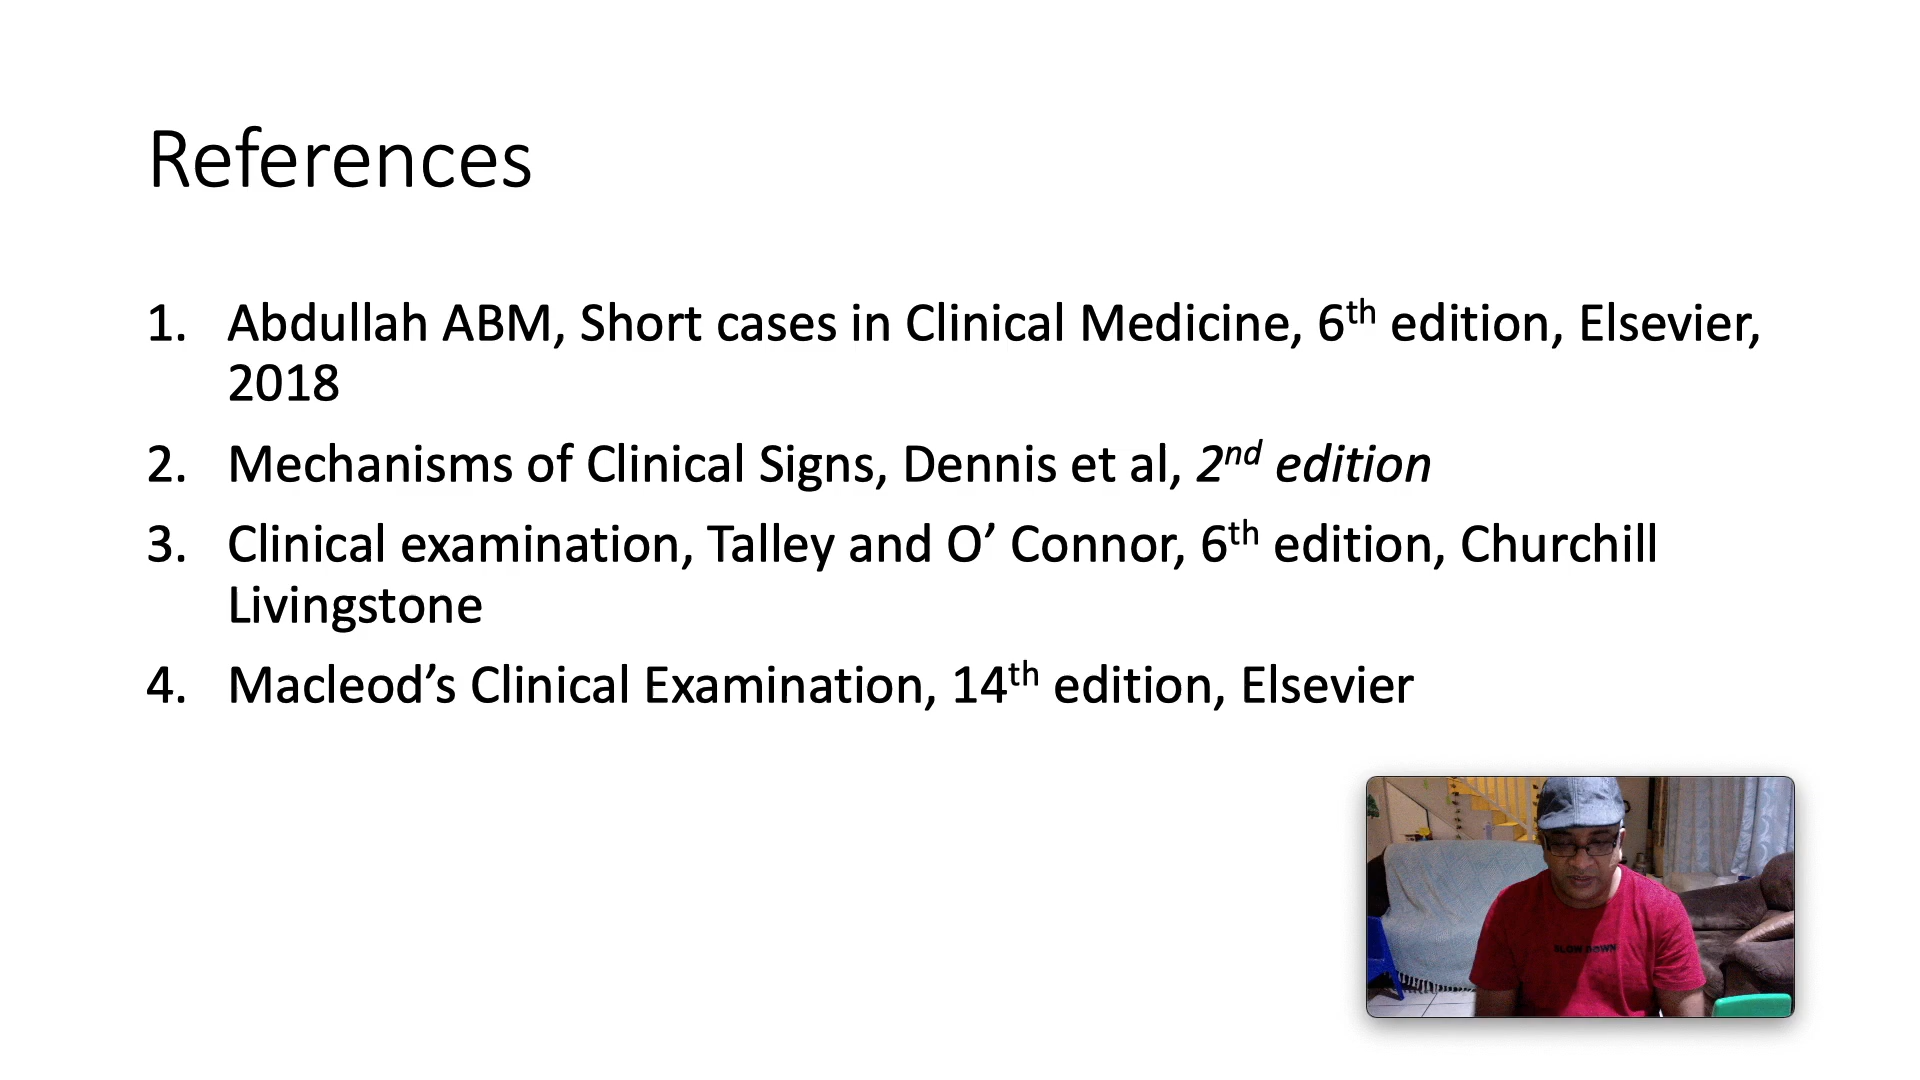 References
1. Abdullah ABM, Short cases in Clinical Medicine, 6th edition, Elsevier,
2018
2. Mechanisms of Clinical Signs, Dennis et al, 2nd edition
3. Clinical examination, Talley and O’ Connor, 6th edition, Churchill
Livingstone
4. Macleod’s Clinical Examination, 14th edition, Elsevier
SLOW DOWN